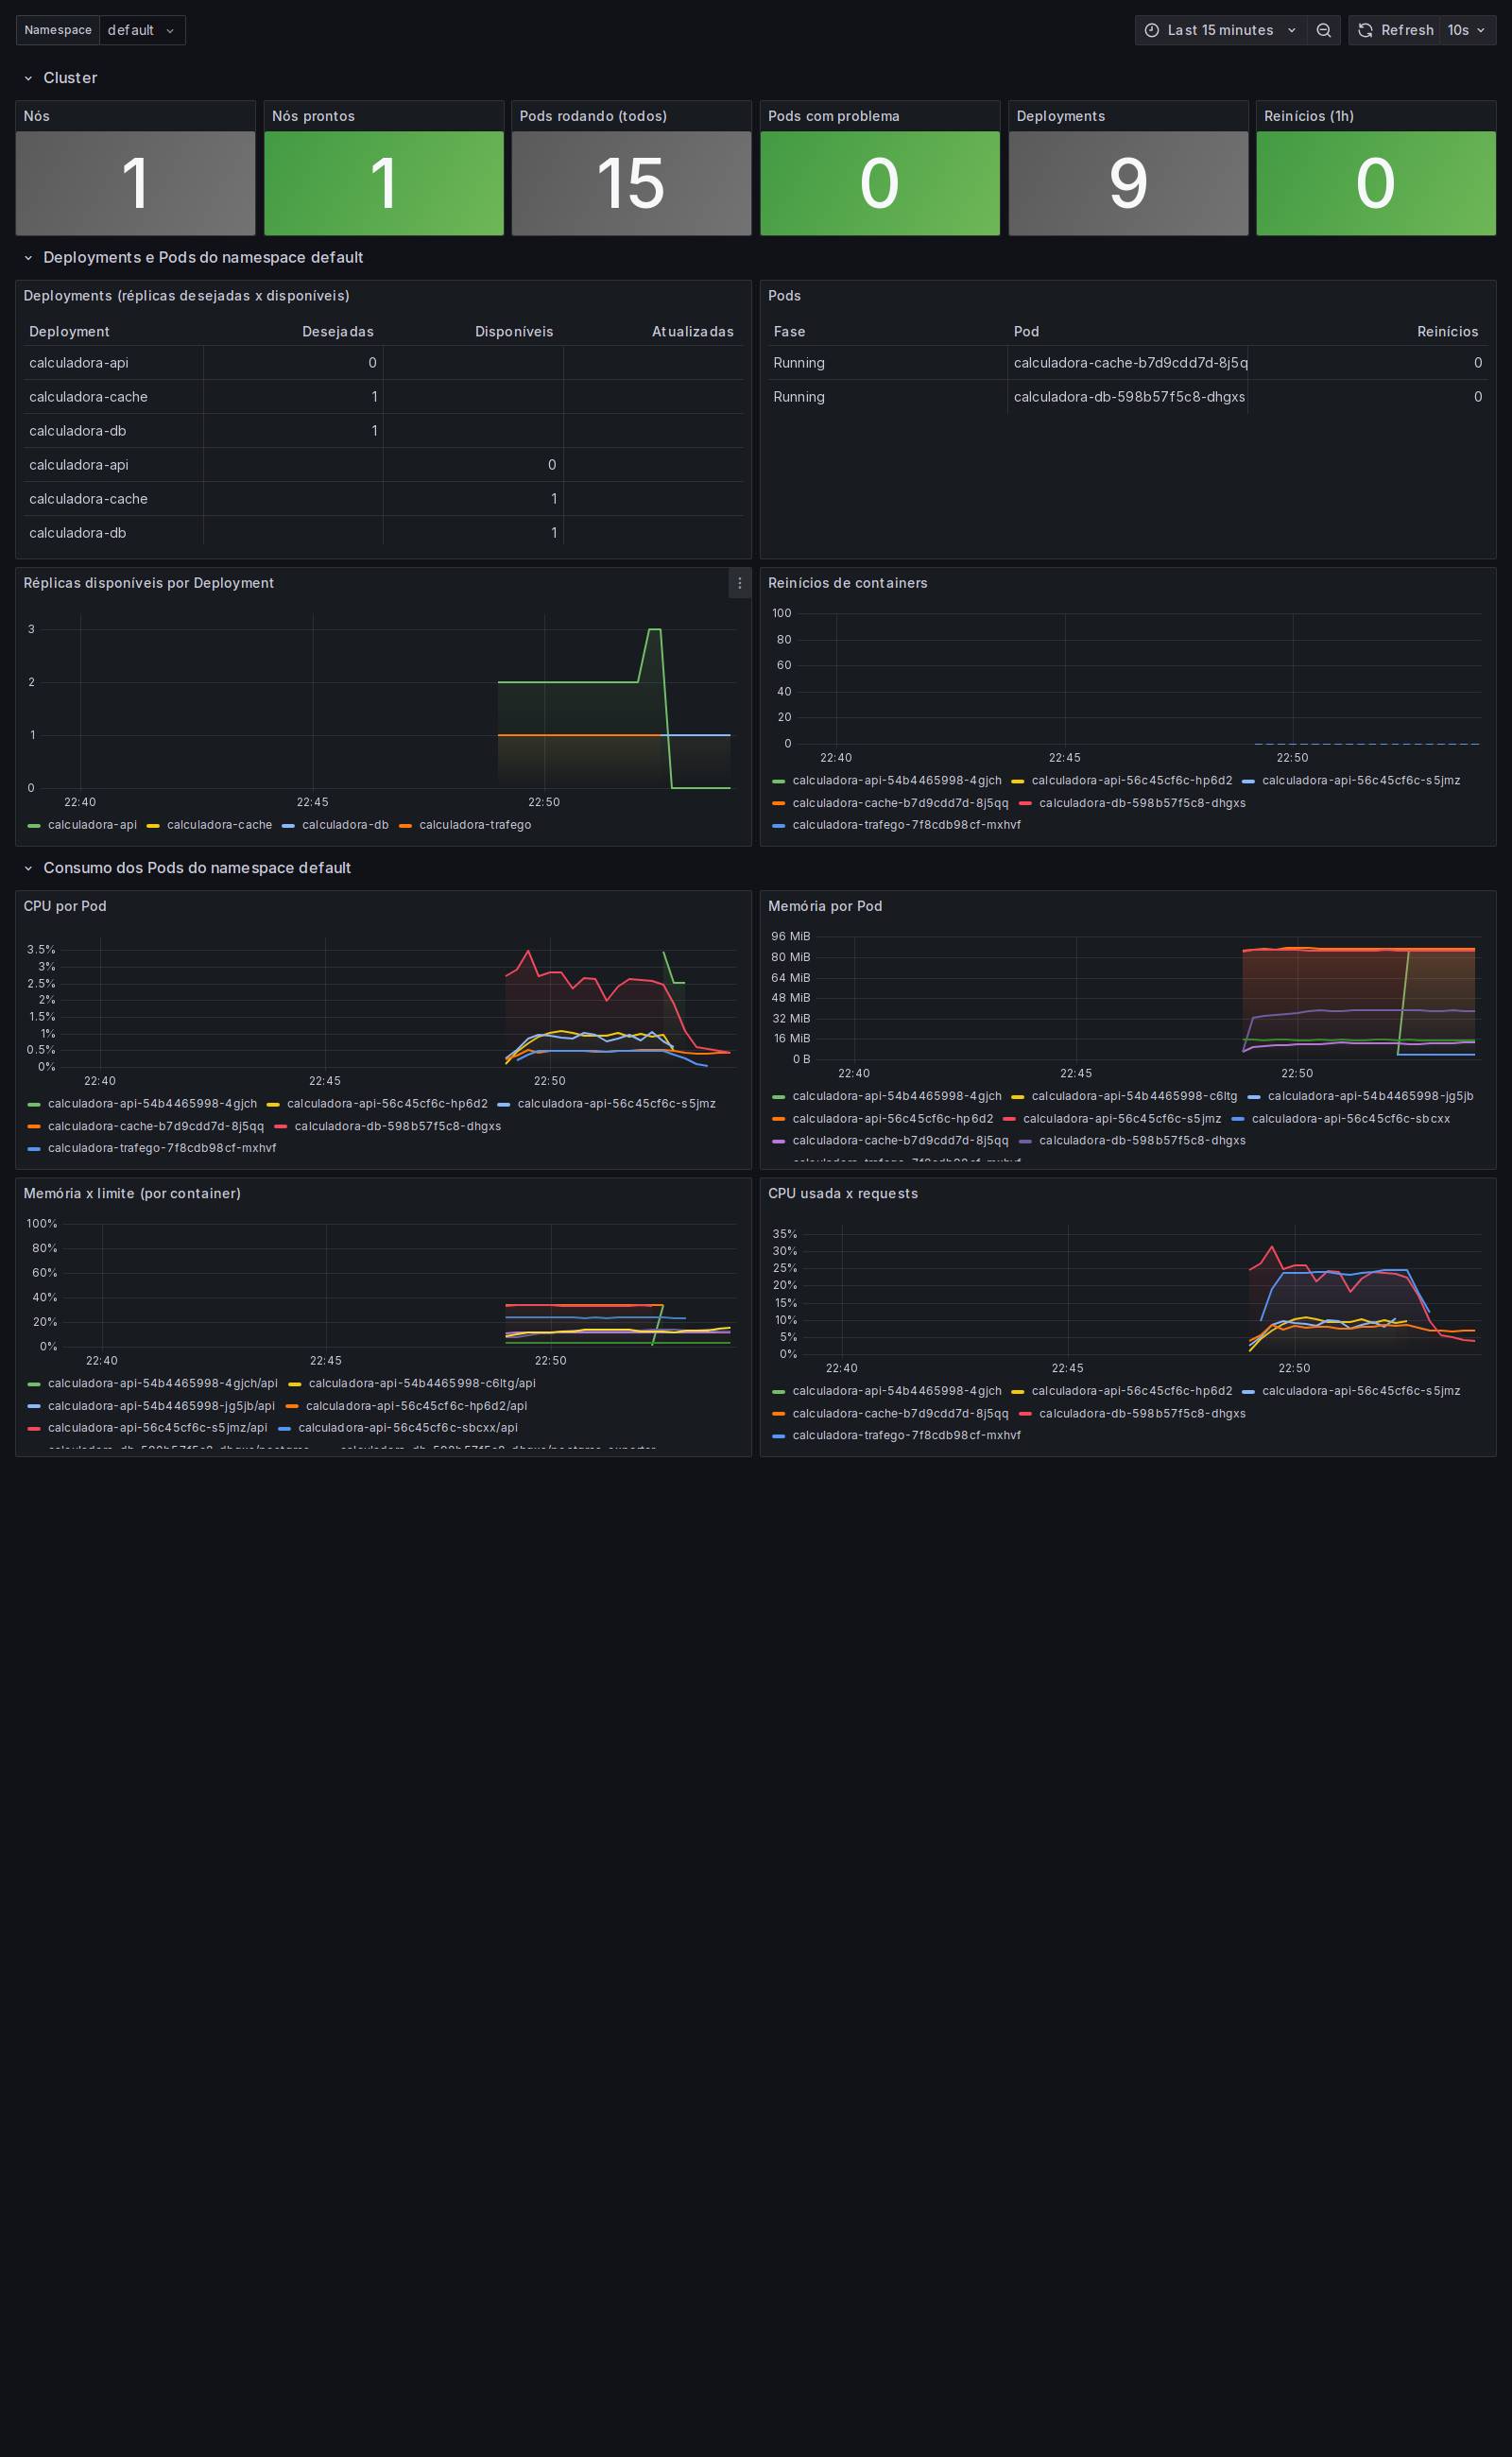 Namespace default Last 15 minutes Refresh 10s
Cluster
Nós Nós prontos Pods rodando (todos) Pods com problema Deployments Reinícios (1h)
1 1 15 0 9 0
Deployments e Pods do namespace default
Deployments (réplicas desejadas x disponíveis)
Deployment Desejadas Disponíveis Atualizadas
calculadora-api 0
calculadora-cache 1
calculadora-db 1
calculadora-api 0
calculadora-cache 1
calculadora-db 1
Pods
Fase Pod Reinícios
Running calculadora-cache-b7d9cdd7d-8j5q 0
Running calculadora-db-598b57f5c8-dhgxs 0
Réplicas disponíveis por Deployment
3
2
1
0
22:40 22:45 22:50
calculadora-api calculadora-cache calculadora-db calculadora-trafego
Reinícios de containers
100
80
60
40
20
0
22:40 22:45 22:50
calculadora-api-54b4465998-4gjch calculadora-api-56c45cf6c-hp6d2 calculadora-api-56c45cf6c-s5jmz
calculadora-cache-b7d9cdd7d-8j5qq calculadora-db-598b57f5c8-dhgxs
calculadora-trafego-7f8cdb98cf-mxhvf
Consumo dos Pods do namespace default
CPU por Pod
3.5%
3%
2.5%
2%
1.5%
1%
0.5%
0%
22:40 22:45 22:50
calculadora-api-54b4465998-4gjch calculadora-api-56c45cf6c-hp6d2 calculadora-api-56c45cf6c-s5jmz
calculadora-cache-b7d9cdd7d-8j5qq calculadora-db-598b57f5c8-dhgxs
calculadora-trafego-7f8cdb98cf-mxhvf
Memória por Pod
96 MiB
80 MiB
64 MiB
48 MiB
32 MiB
16 MiB
0 B
22:40 22:45 22:50
calculadora-api-54b4465998-4gjch calculadora-api-54b4465998-c6ltg calculadora-api-54b4465998-jg5jb
calculadora-api-56c45cf6c-hp6d2 calculadora-api-56c45cf6c-s5jmz calculadora-api-56c45cf6c-sbcxx
calculadora-cache-b7d9cdd7d-8j5qq calculadora-db-598b57f5c8-dhgxs
Memória x limite (por container)
100%
80%
60%
40%
20%
0%
22:40 22:45 22:50
calculadora-api-54b4465998-4gjch/api calculadora-api-54b4465998-c6ltg/api
calculadora-api-54b4465998-jg5jb/api calculadora-api-56c45cf6c-hp6d2/api
calculadora-api-56c45cf6c-s5jmz/api calculadora-api-56c45cf6c-sbcxx/api
CPU usada x requests
35%
30%
25%
20%
15%
10%
5%
0%
22:40 22:45 22:50
calculadora-api-54b4465998-4gjch calculadora-api-56c45cf6c-hp6d2 calculadora-api-56c45cf6c-s5jmz
calculadora-cache-b7d9cdd7d-8j5qq calculadora-db-598b57f5c8-dhgxs
calculadora-trafego-7f8cdb98cf-mxhvf